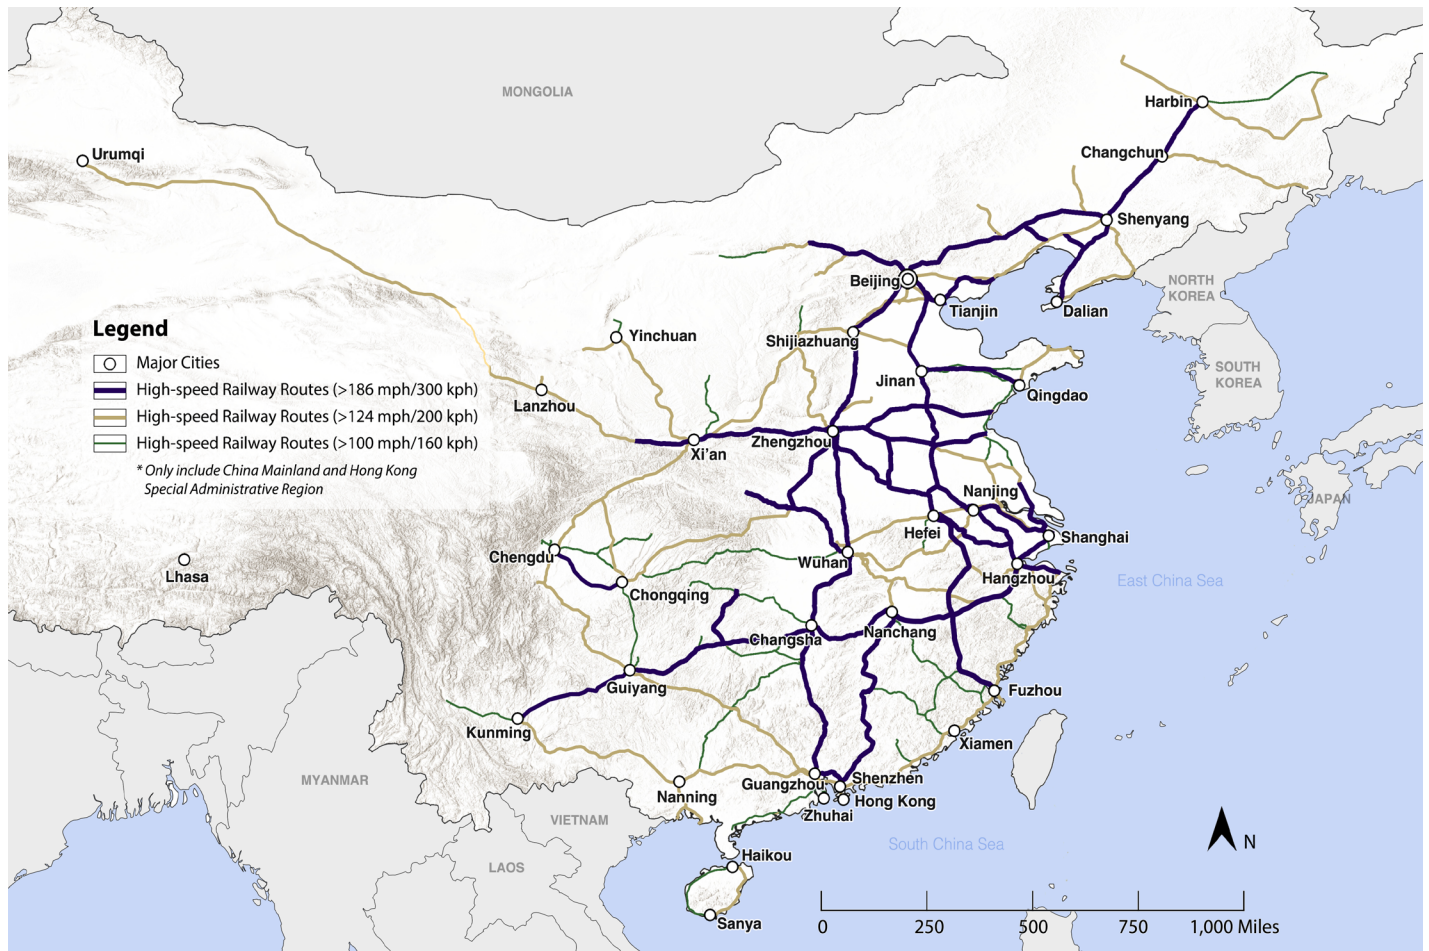 MONGOLIA
Harbin
Urumqi
Changchun
Shenyang
Beijing
NORTH
KOREA
Tianjin
Dalian
Legend
Yinchuan
Shijiazhuang
Major Cities
SOUTH
KOREA
High-speed Railway Routes (>186 mph/300 kph)
Jinan
Qingdao
Lanzhou
High-speed Railway Routes (>124 mph/200 kph)
High-speed Railway Routes (>100 mph/160 kph)
Zhengzhou
Xi'an
* Only include China Mainland and Hong Kong
Special Administrative Region
Nanjing
JAPAN
Hefei
Shanghai
Chengdu
Wuhan
Lhasa
Hangzhou
East China Sea
Chongqing
Changsha
Nanchang
Guiyang
Fuzhou
Kunming
Xiamen
MYANMAR
Guangzhou
Shenzhen
Nanning
Hong Kong
Zhuhai
VIETNAM
South China Sea
N
Haikou
LAOS
Sanya
0 250 500 750 1,000 Miles